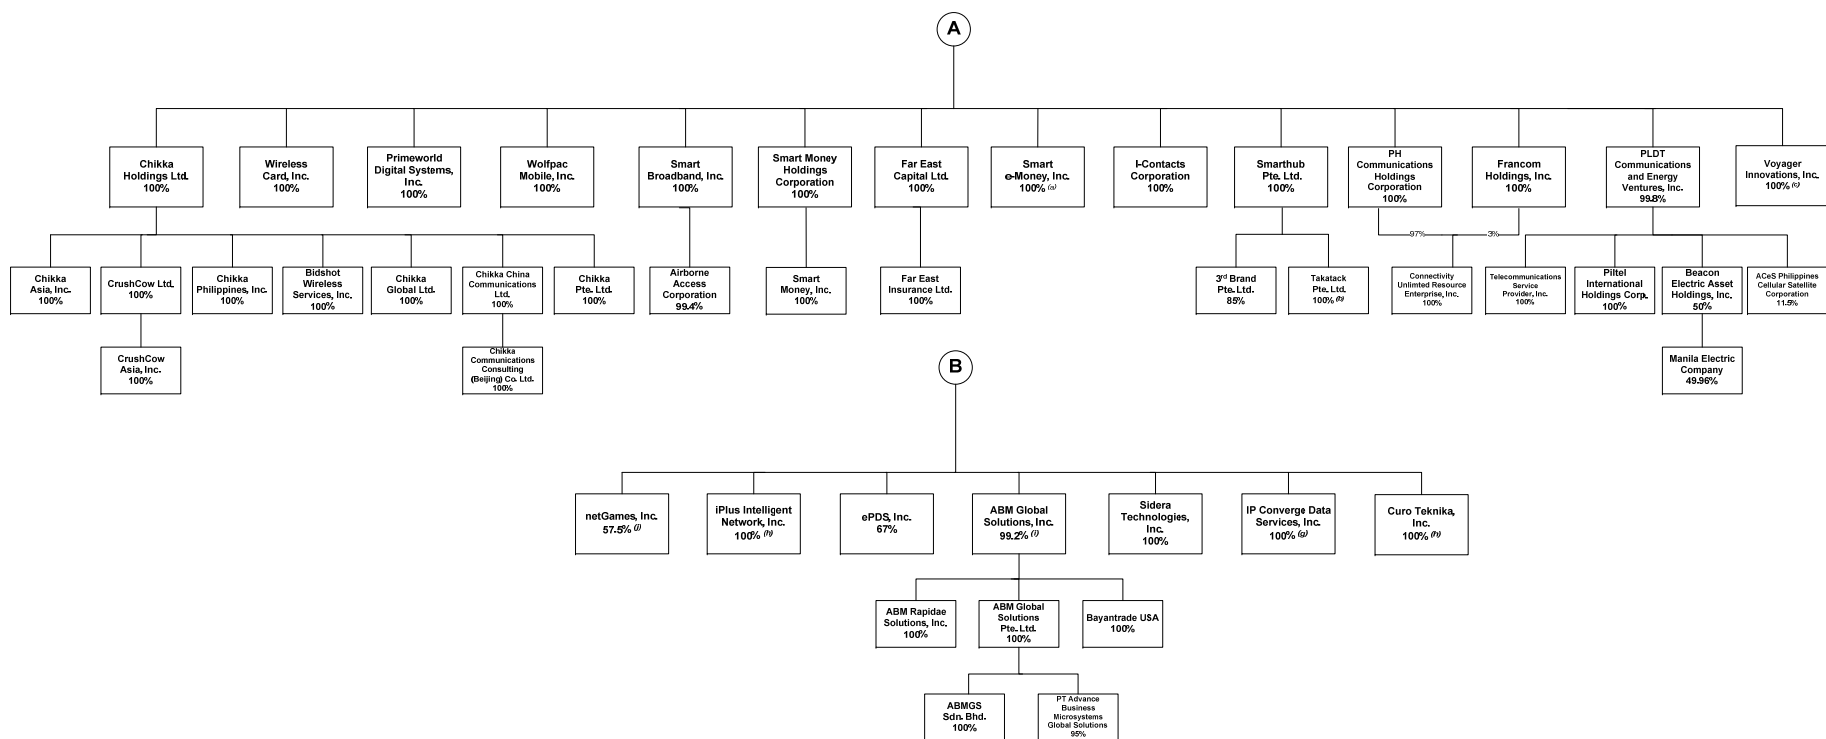 A
Chikka
Holdings Ltd.
100%
Wireless
Card, Inc.
100%
Primeworld
Digital Systems,
Inc.
100%
Wolfpac
Mobile, Inc.
100%
Smart
Broadband, Inc.
100%
Smart Money
Holdings
Corporation
100%
Far East
Capital Ltd.
100%
Smart
e-Money, Inc.
100% (a)
I-Contacts
Corporation
100%
Smarthub
Pte. Ltd.
100%
PH
Communications
Holdings
Corporation
100%
Francom
Holdings, Inc.
100%
PLDT
Communications
and Energy
Ventures, Inc.
99.8%
Voyager
Innovations, Inc.
100% (c)
97%
3%
Chikka
Asia, Inc.
100%
CrushCow Ltd.
100%
Chikka
Philippines, Inc.
100%
Bidshot
Wireless
Services, Inc.
100%
Chikka
Global Ltd.
100%
Chikka China
Communications
Ltd.
100%
Chikka
Pte. Ltd.
100%
Airborne
Access
Corporation
99.4%
Smart
Money, Inc.
100%
Far East
Insurance Ltd.
100%
3rd Brand
Pte. Ltd.
85%
Takatack
Pte. Ltd.
100% (b)
Connectivity
Unlimted Resource
Enterprise, Inc.
100%
Telecommunications
Service
Provider, Inc.
100%
Piltel
International
Holdings Corp.
100%
Beacon
Electric Asset
Holdings, Inc.
50%
ACeS Philippines
Cellular Satellite
Corporation
11.5%
CrushCow
Asia, Inc.
100%
Chikka
Communications
Consulting
(Beijing) Co. Ltd.
100%
Manila Electric
Company
49.96%
B
netGames, Inc.
57.5% (j)
iPlus Intelligent
Network, Inc.
100% (h)
ePDS, Inc.
67%
ABM Global
Solutions, Inc.
99.2% (i)
Sidera
Technologies,
Inc.
100%
IP Converge Data
Services, Inc.
100% (g)
Curo Teknika,
Inc.
100% (h)
ABM Rapidae
Solutions, Inc.
100%
ABM Global
Solutions
Pte. Ltd.
100%
Bayantrade USA
100%
ABMGS
Sdn. Bhd.
100%
PT Advance
Business
Microsystems
Global Solutions
95%